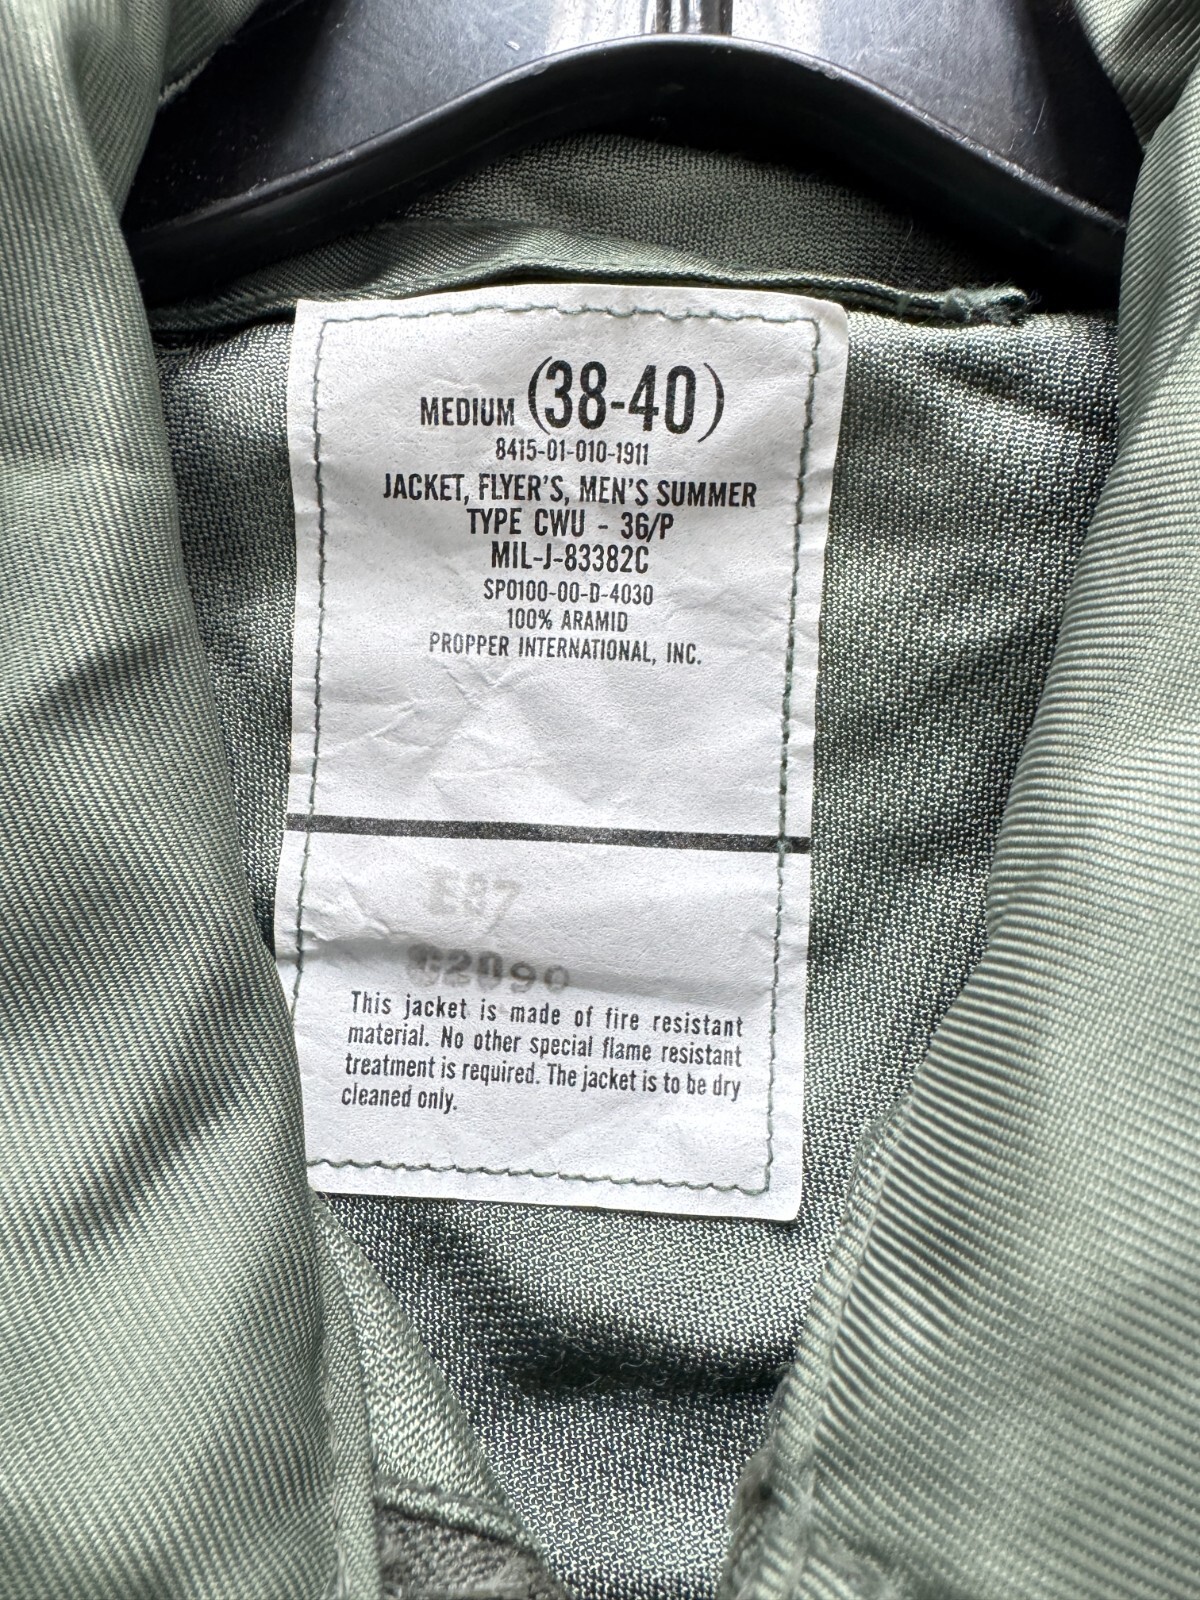 MEDIUM (38-40)
8415-01-010-1911
JACKET, FLYER'S, MEN'S SUMMER
TYPE CWU - 36/P
MIL-J-83382C
SP0100-00-D-4030
100% ARAMID
PROPPER INTERNATIONAL, INC.
E87
This jacket is made of fire resistant
material. No other special flame resistant
treatment is required. The jacket is to be dry
cleaned only.